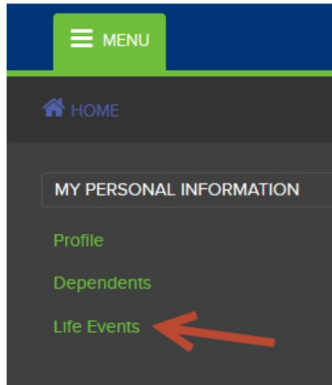 MENU
HOME
MY PERSONAL INFORMATION
Profile
Dependents
Life Events